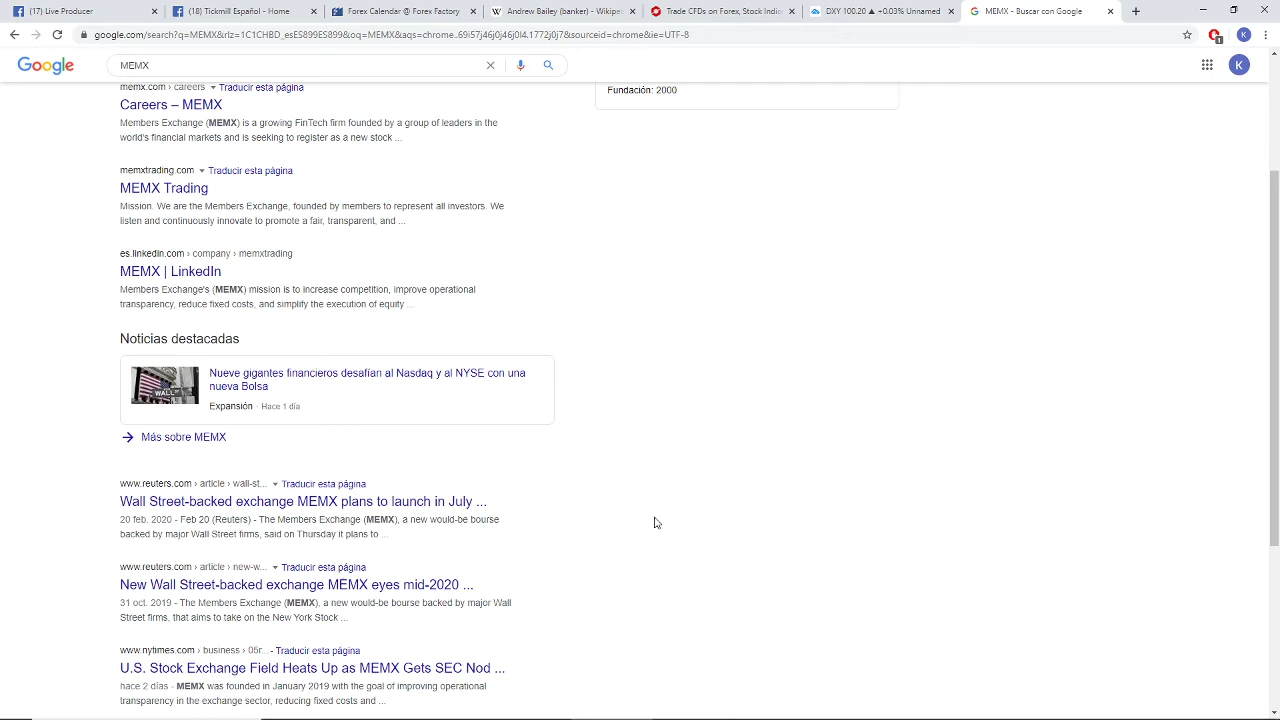 (17) Live Producer
(18) Tickmill Español - Home
Forex Calendar @ Forex Factory
Andrew Bailey (banker) - Wikipe
Trade CFDs on Forex, Stock Indic
DXY 100.20 ▲ +0.03% Unnamed
MEMX - Buscar con Google
google.com/search?q=MEMX&rlz=1C1CHBD_esES899ES899&oq=MEMX&aqs=chrome..69i57j46j0j46j0l4.1772j0j7&sourceid=chrome&ie=UTF-8
1
K
Google
MEMX
K
memx.com › careers Traducir esta página
Careers – MEMX
Members Exchange (MEMX) is a growing FinTech firm founded by a group of leaders in the
world's financial markets and is seeking to register as a new stock ...
Fundación: 2000
memxtrading.com Traducir esta página
MEMX Trading
Mission. We are the Members Exchange, founded by members to represent all investors. We
listen and continuously innovate to promote a fair, transparent, and ...
es.linkedin.com › company › memxtrading
MEMX | LinkedIn
Members Exchange's (MEMX) mission is to increase competition, improve operational
transparency, reduce fixed costs, and simplify the execution of equity ...
Noticias destacadas
WALL ST
Nueve gigantes financieros desafían al Nasdaq y al NYSE con una
nueva Bolsa
Expansión · Hace 1 día
Más sobre MEMX
www.reuters.com › article › wall-st... Traducir esta página
Wall Street-backed exchange MEMX plans to launch in July ...
20 feb. 2020 - Feb 20 (Reuters) - The Members Exchange (MEMX), a new would-be bourse
backed by major Wall Street firms, said on Thursday it plans to ...
www.reuters.com › article › new-w... Traducir esta página
New Wall Street-backed exchange MEMX eyes mid-2020 ...
31 oct. 2019 - The Members Exchange (MEMX), a new would-be bourse backed by major Wall
Street firms, that aims to take on the New York Stock ...
www.nytimes.com › business › 05r... - Traducir esta página
U.S. Stock Exchange Field Heats Up as MEMX Gets SEC Nod ...
hace 2 días - MEMX was founded in January 2019 with the goal of improving operational
transparency in the exchange sector, reducing fixed costs and ...